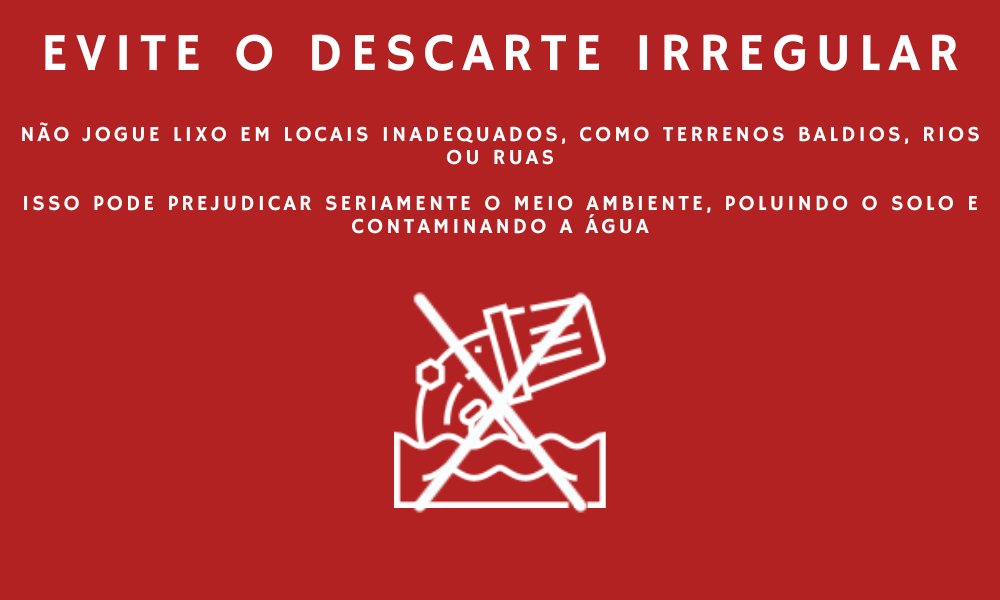 EVITE O DESCARTE IRREGULAR
NÃO JOGUE LIXO EM LOCAIS INADEQUADOS, COMO TERRENOS BALDIOS, RIOS
OU RUAS
ISSO PODE PREJUDICAR SERIAMENTE O MEIO AMBIENTE, POLUINDO O SOLO E
CONTAMINANDO A ÁGUA